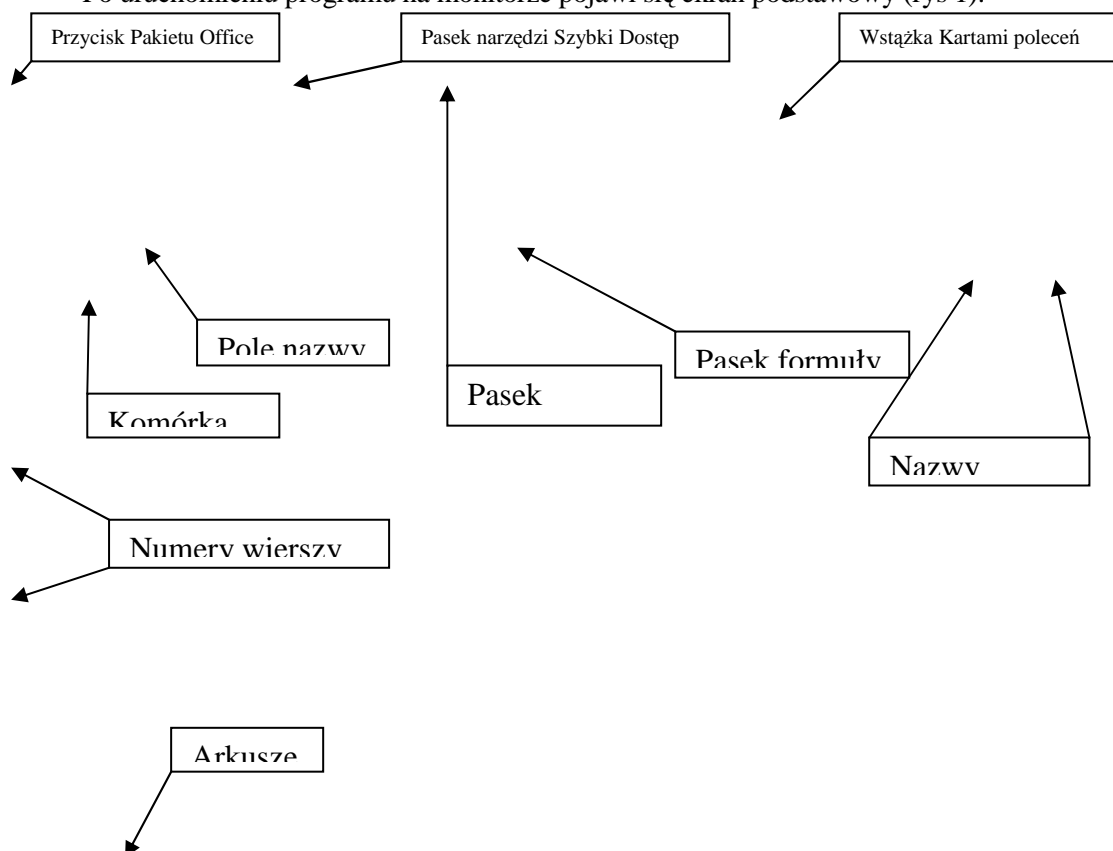 Po uruchomieniu programu na monitorze pojawi się ekran podstawowy (rys 1).
Przycisk Pakietu Office
Pasek narzędzi Szybki Dostęp
Wstążka Kartami poleceń
Pole nazwy
Pasek formuły
Pasek
Komórka
Nazwy
Numery wierszy
Arkusze